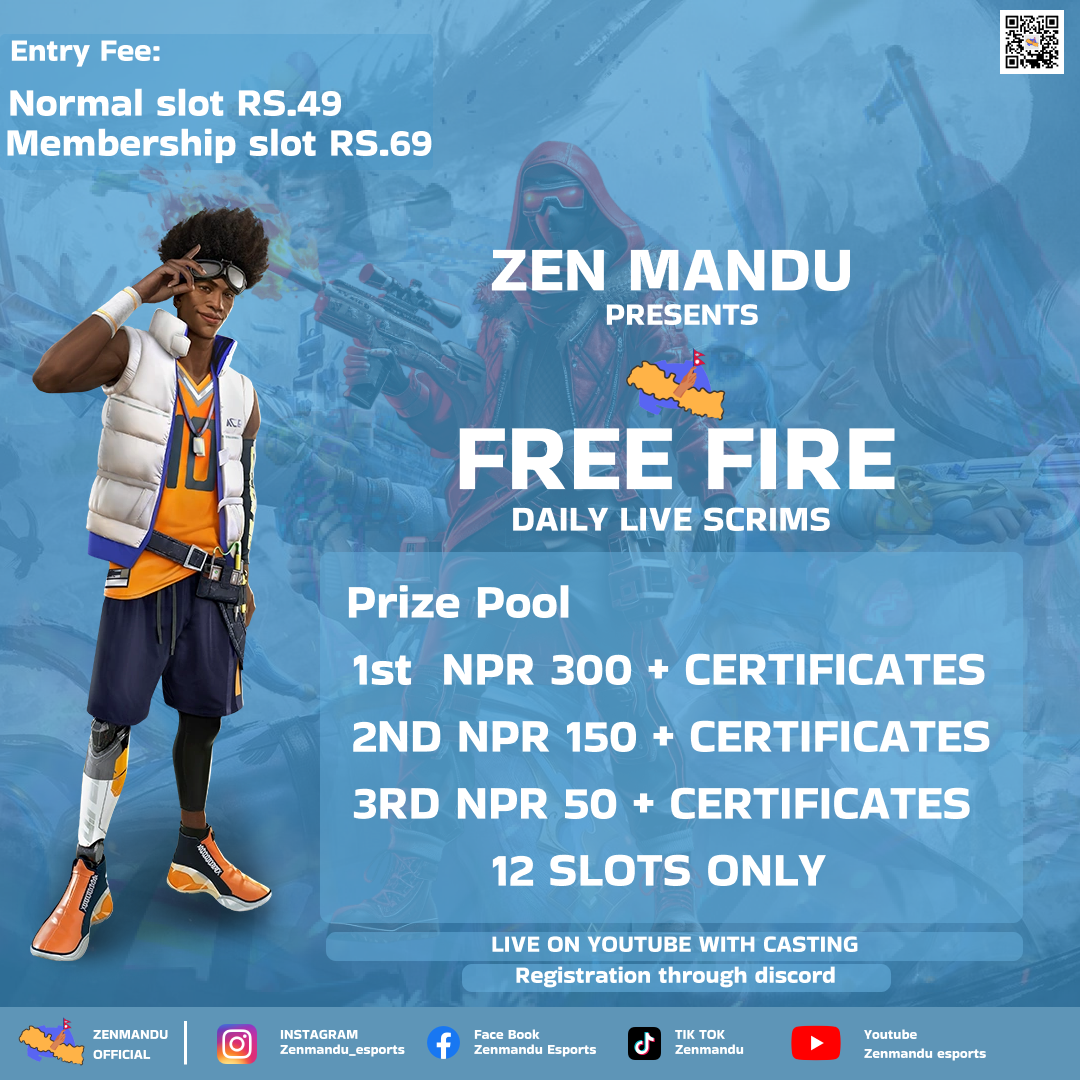 Entry Fee:
Normal slot RS.49
Membership slot RS.69
ZEN MANDU
PRESENTS
FREE FIRE
DAILY LIVE SCRIMS
Prize Pool
1st NPR 300 + CERTIFICATES
2ND NPR 150 + CERTIFICATES
3RD NPR 50 + CERTIFICATES
12 SLOTS ONLY
LIVE ON YOUTUBE WITH CASTING
Registration through discord
ZENMANDU
OFFICIAL
INSTAGRAM
Zenmandu_esports
Face Book
Zenmandu Esports
TIK TOK
Zenmandu
Youtube
Zenmandu esports